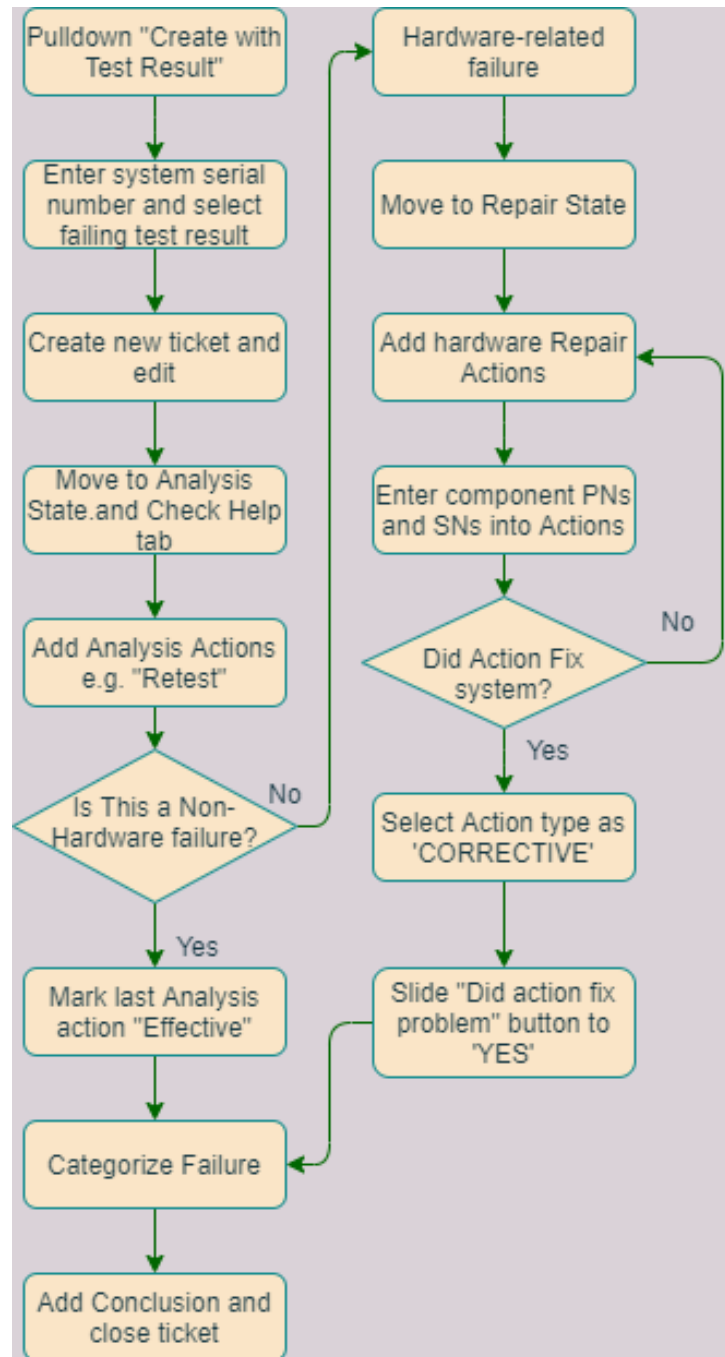 Pulldown "Create with
Test Result"
Enter system serial
number and select
failing test result
Create new ticket and
edit
Move to Analysis
State.and Check Help
tab
Add Analysis Actions
e.g. "Retest"
Is This a Non-
Hardware failure?
No
Yes
Mark last Analysis
action "Effective"
Categorize Failure
Add Conclusion and
close ticket
Hardware-related
failure
Move to Repair State
Add hardware Repair
Actions
Enter component PNs
and SNs into Actions
Did Action Fix
system?
No
Yes
Select Action type as
'CORRECTIVE'
Slide "Did action fix
problem" button to
'YES'